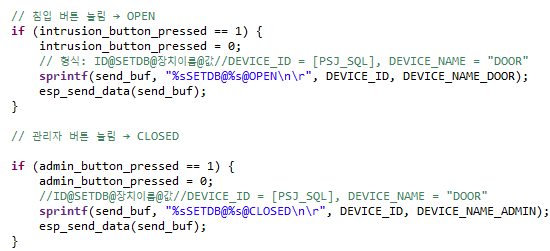 // 침입 버튼 눌림 → OPEN
if (intrusion_button_pressed == 1) {
intrusion_button_pressed = 0;
// 형식: ID@SETDB@장치이름@값//DEVICE_ID = [PSJ_SQL], DEVICE_NAME = "DOOR"
sprintf(send_buf, "%sSETDB@%s@OPEN\n\r", DEVICE_ID, DEVICE_NAME_DOOR);
esp_send_data(send_buf);
}
// 관리자 버튼 눌림 → CLOSED
if (admin_button_pressed == 1) {
admin_button_pressed = 0;
//ID@SETDB@장치이름@값//DEVICE_ID = [PSJ_SQL], DEVICE_NAME = "DOOR"
sprintf(send_buf, "%sSETDB@%s@CLOSED\n\r", DEVICE_ID, DEVICE_NAME_ADMIN);
esp_send_data(send_buf);
}